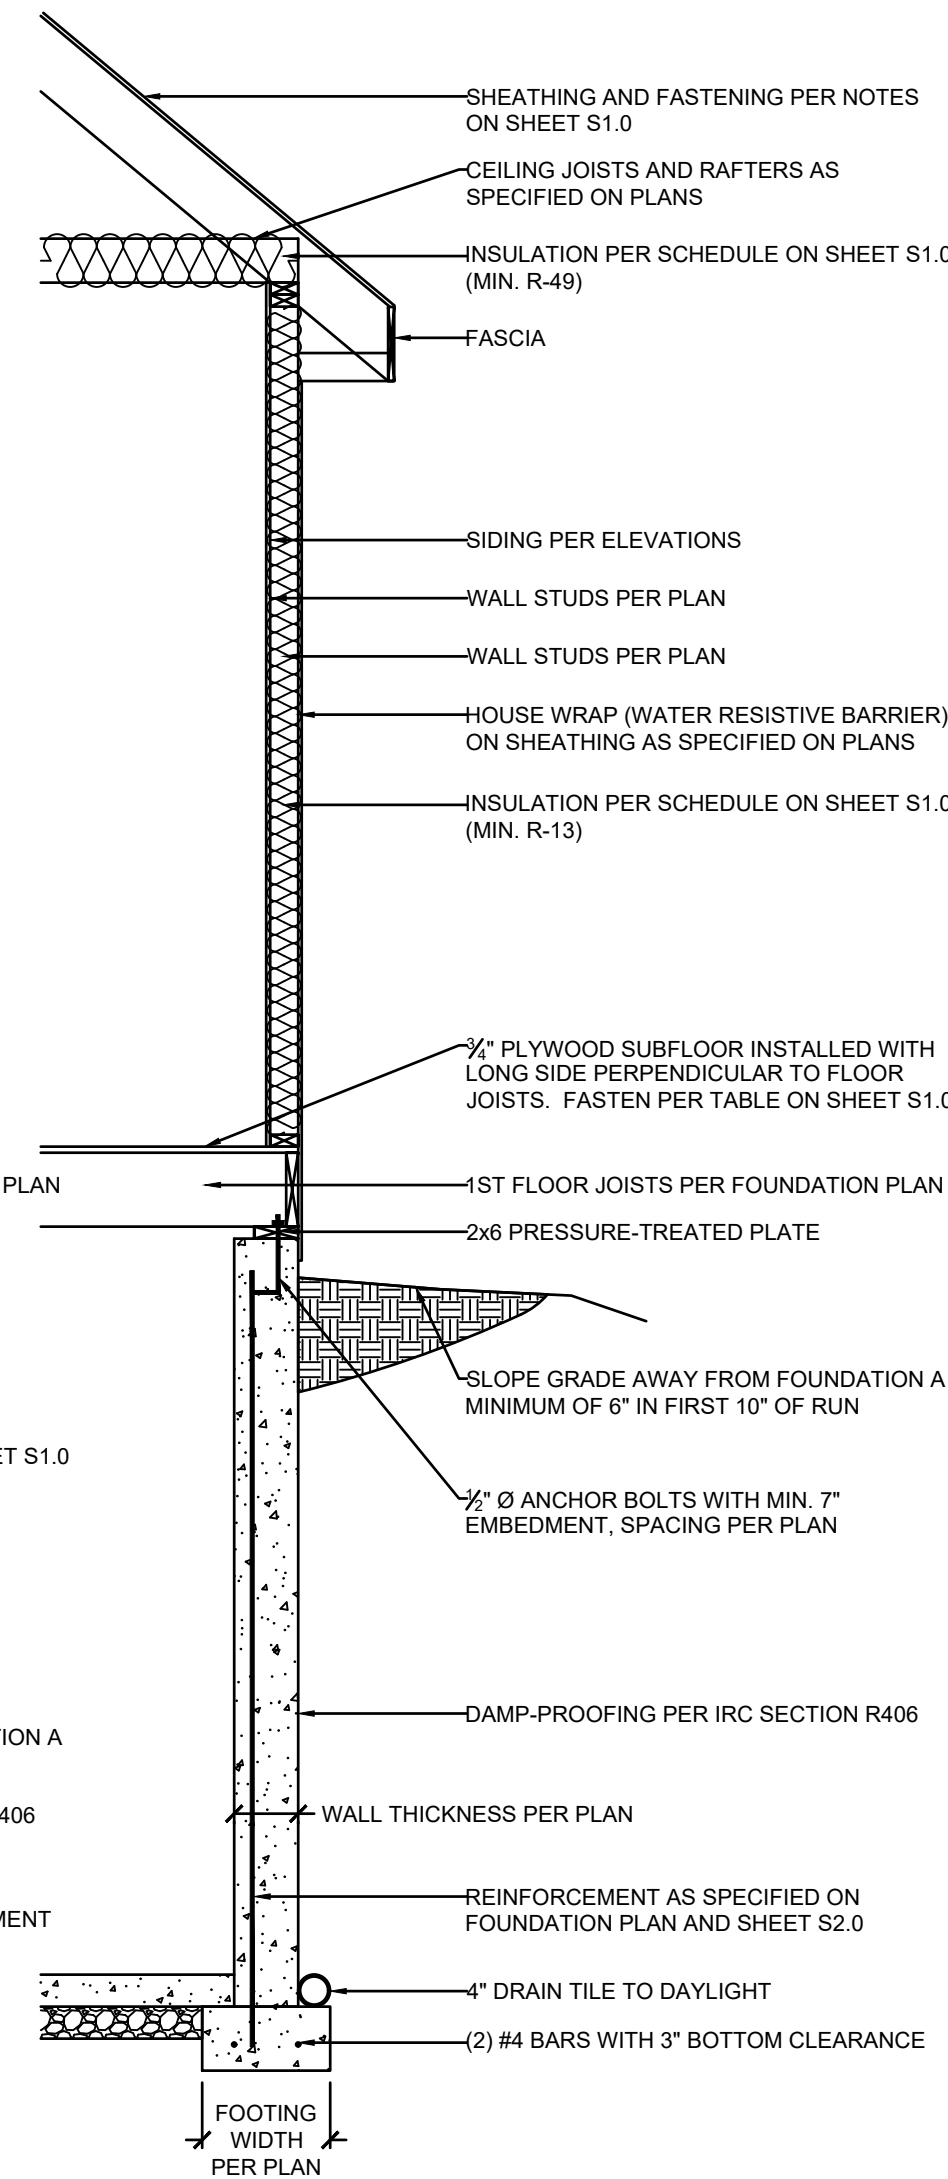 SHEATHING AND FASTENING PER NOTES
ON SHEET S1.0
CEILING JOISTS AND RAFTERS AS
SPECIFIED ON PLANS
INSULATION PER SCHEDULE ON SHEET S1.0
(MIN. R-49)
FASCIA
SIDING PER ELEVATIONS
WALL STUDS PER PLAN
WALL STUDS PER PLAN
HOUSE WRAP (WATER RESISTIVE BARRIER)
ON SHEATHING AS SPECIFIED ON PLANS
INSULATION PER SCHEDULE ON SHEET S1.0
(MIN. R-13)
3/4" PLYWOOD SUBFLOOR INSTALLED WITH
LONG SIDE PERPENDICULAR TO FLOOR
JOISTS. FASTEN PER TABLE ON SHEET S1.0
PLAN
1ST FLOOR JOISTS PER FOUNDATION PLAN
2x6 PRESSURE-TREATED PLATE
SLOPE GRADE AWAY FROM FOUNDATION A
MINIMUM OF 6" IN FIRST 10" OF RUN
S1.0
1/2" Ø ANCHOR BOLTS WITH MIN. 7"
EMBEDMENT, SPACING PER PLAN
DAMP-PROOFING PER IRC SECTION R406
A
406
WALL THICKNESS PER PLAN
REINFORCEMENT AS SPECIFIED ON
FOUNDATION PLAN AND SHEET S2.0
4" DRAIN TILE TO DAYLIGHT
(2) #4 BARS WITH 3" BOTTOM CLEARANCE
FOOTING
WIDTH
PER PLAN